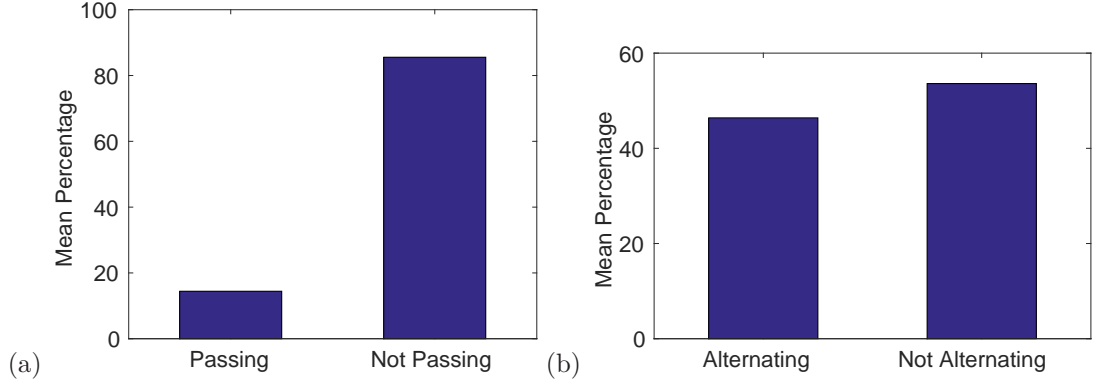 (a)
Mean Percentage
100
80
60
40
20
0
Passing
Not Passing
(b)
Mean Percentage
60
40
20
0
Alternating
Not Alternating